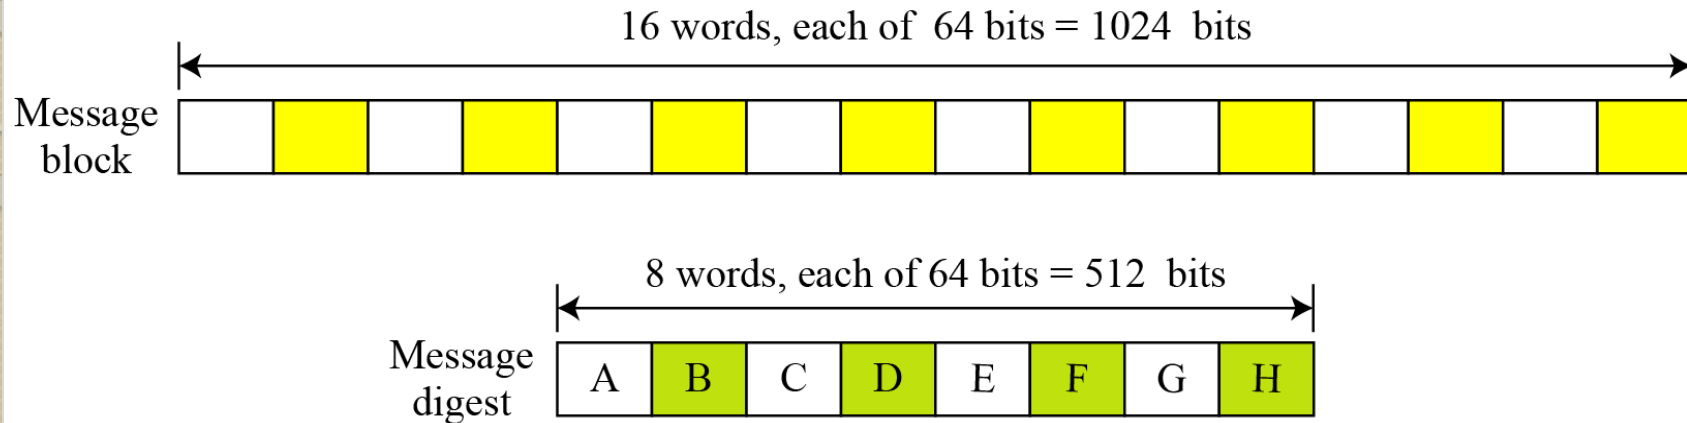 16 words, each of 64 bits = 1024 bits
Message
block
8 words, each of 64 bits = 512 bits
Message
digest
A B C D E F G H